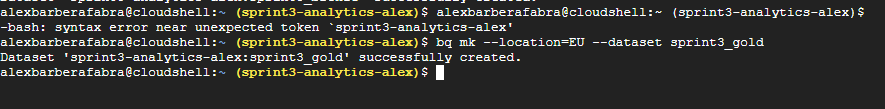 alexbarberafabra@cloudshell:~ (sprint3-analytics-alex)$ alexbarberafabra@cloudshell:~ (sprint3-analytics-alex)$
-bash: syntax error near unexpected token `sprint3-analytics-alex'
alexbarberafabra@cloudshell:~ (sprint3-analytics-alex)$ bq mk --location=EU --dataset sprint3_gold
Dataset 'sprint3-analytics-alex:sprint3_gold' successfully created.
alexbarberafabra@cloudshell:~ (sprint3-analytics-alex)$